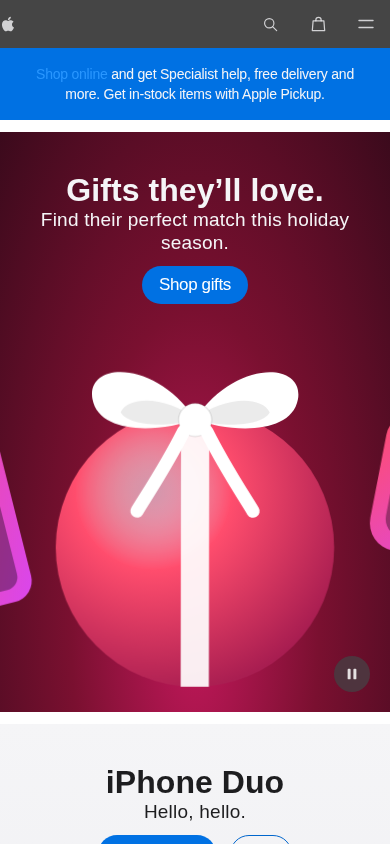 Shop online and get Specialist help, free delivery and
more. Get in-stock items with Apple Pickup.
Gifts they’ll love.
Find their perfect match this holiday
season.
Shop gifts
iPhone Duo
Hello, hello.